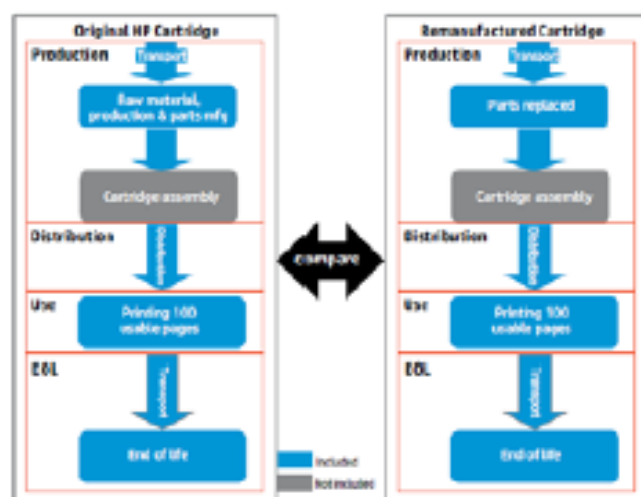 Original HP Cartridge
Production
Transport
Raw material,
production & parts mfg
Cartridge assembly
Distribution
Distribution
Use
Printing 100
usable pages
EOL
Transport
End of life
compare
Included
Not included
Remanufactured Cartridge
Production
Transport
Parts replaced
Cartridge assembly
Distribution
Distribution
Use
Printing 100
usable pages
EOL
Transport
End of life